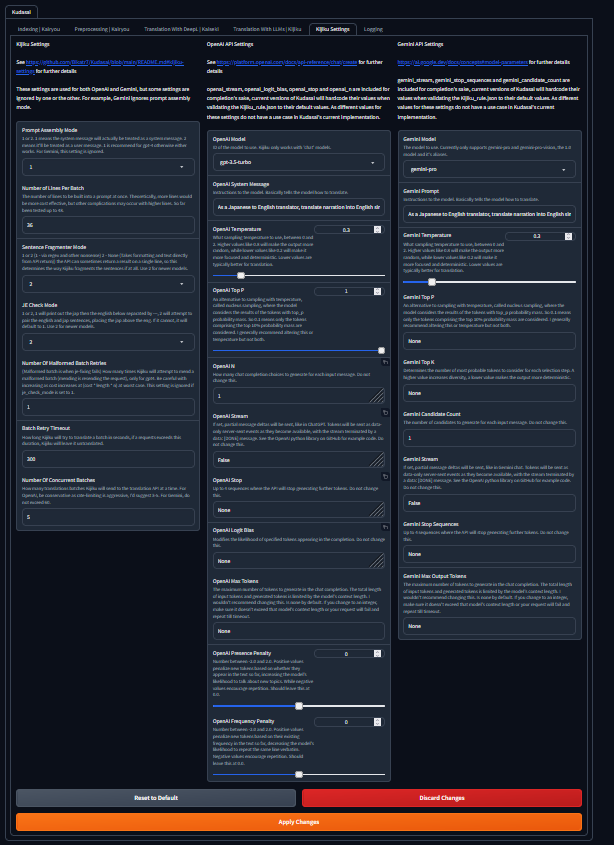 Kudasai
Indexing | Kairyou
Preprocessing | Kairyou
Translation With DeepL | Kaiseki
Translation With LLMs | Kijiku
Kijiku Settings
Logging
Kijiku Settings
See https://github.com/Bikatr7/Kudasai/blob/main/README.md#kijiku-
settings for further details
These settings are used for both OpenAI and Gemini, but some settings are
ignored by one or the other. For example, Gemini ignores prompt assembly
mode.
Prompt Assembly Mode
1 or 2. 1 means the system message will actually be treated as a system message. 2
means it'll be treated as a user message. 1 is recommend for gpt-4 otherwise either
works. For Gemini, this setting is ignored.
1
Number of Lines Per Batch
The number of lines to be built into a prompt at once. Theoretically, more lines would
be more cost effective, but other complications may occur with higher lines. So far
been tested up to 48.
36
Sentence Fragmenter Mode
1 or 2 (1 - via regex and other nonsense) 2 - None (Takes formatting and text directly
from API return) the API can sometimes return a result on a single line, so this
determines the way Kijiku fragments the sentences if at all. Use 2 for newer models.
JE Check Mode
1 or 2, 1 will print out the jap then the english below separated by ---, 2 will attempt to
pair the english and jap sentences, placing the jap above the eng. If it cannot, it will
default to 1. Use 2 for newer models.
Number Of Malformed Batch Retries
(Malformed batch is when je-fixing fails) How many times Kijiku will attempt to mend a
malformed batch (mending is resending the request), only for gpt4. Be careful with
increasing as cost increases at (cost * length * n) at worst case. This setting is ignored if
je_check_mode is set to 1.
1
Batch Retry Timeout
How long Kijiku will try to translate a batch in seconds, if a requests exceeds this
duration, Kijiku will leave it untranslated.
300
Number Of Concurrent Batches
How many translations batches Kijiku will send to the translation API at a time. For
OpenAI, be conservative as rate-limiting is aggressive, I'd suggest 3-5. For Gemini, do
not exceed 60.
5
OpenAI API Settings
See https://platform.openai.com/docs/api-reference/chat/create for further
details
openai_stream, openai_logit_bias, openai_stop and openai_n are included for
completion's sake, current versions of Kudasai will hardcode their values when
validating the Kijiku_rule.json to their default values. As different values for these
settings do not have a use case in Kudasai's current implementation.
OpenAI Model
ID of the model to use. Kijiku only works with 'chat' models.
gpt-3.5-turbo
OpenAI System Message
Instructions to the model. Basically tells the model how to translate.
As a Japanese to English translator, translate narration into English sir
OpenAI Temperature
0.3
What sampling temperature to use, between 0 and
2. Higher values like 0.8 will make the output more
random, while lower values like 0.2 will make it
more focused and deterministic. Lower values are
typically better for translation.
OpenAI Top P
1
An alternative to sampling with temperature,
called nucleus sampling, where the model
considers the results of the tokens with top_p
probability mass. So 0.1 means only the tokens
comprising the top 10% probability mass are
considered. I generally recommend altering this or
temperature but not both.
OpenAI N
How many chat completion choices to generate for each input message. Do not
change this.
1
OpenAI Stream
If set, partial message deltas will be sent, like in ChatGPT. Tokens will be sent as
data-only server-sent events as they become available, with the stream terminated by
a data: [DONE] message. See the OpenAI python library on GitHub for example code.
Do not change this.
False
OpenAI Stop
Up to 4 sequences where the API will stop generating further tokens. Do not change
this.
None
OpenAI Logit Bias
Modifies the likelihood of specified tokens appearing in the completion. Do not change
this.
None
OpenAI Max Tokens
The maximum number of tokens to generate in the chat completion. The total length
of input tokens and generated tokens is limited by the model's context length. I
wouldn't recommend changing this. Is none by default. If you change to an integer,
make sure it doesn't exceed that model's context length or your request will fail and
repeat till timeout.
None
OpenAI Presence Penalty
0
Number between -2.0 and 2.0. Positive values
penalize new tokens based on whether they
appear in the text so far, increasing the model's
likelihood to talk about new topics. While negative
values encourage repetition. Should leave this at
0.0.
OpenAI Frequency Penalty
0
Number between -2.0 and 2.0. Positive values
penalize new tokens based on their existing
frequency in the text so far, decreasing the model's
likelihood to repeat the same line verbatim.
Negative values encourage repetition. Should
leave this at 0.0.
Gemini API Settings
See https://ai.google.dev/docs/concepts#model-parameters for further details
gemini_stream, gemini_stop_sequences and gemini_candidate_count are
included for completion's sake, current versions of Kudasai will hardcode their values
when validating the Kijiku_rule.json to their default values. As different
values for these settings do not have a use case in Kudasai's current
implementation.
Gemini Model
The model to use. Currently only supports gemini-pro and gemini-pro-vision, the 1.0
model and it's aliases.
gemini-pro
Gemini Prompt
Instructions to the model. Basically tells the model how to translate.
As a Japanese to English translator, translate narration into English sir
Gemini Temperature
0.3
What sampling temperature to use, between 0 and
2. Higher values like 0.8 will make the output more
random, while lower values like 0.2 will make it
more focused and deterministic. Lower values are
typically better for translation.
Gemini Top P
An alternative to sampling with temperature, called nucleus sampling, where the model
considers the results of the tokens with top_p probability mass. So 0.1 means only the tokens
comprising the top 10% probability mass are considered. I generally
recommend altering this or temperature but not both.
None
Gemini Top K
Determines the number of most probable tokens to consider for each selection step. A
higher value increases diversity, a lower value makes the output more deterministic.
None
Gemini Candidate Count
The number of candidates to generate for each input message. Do not change this.
1
Gemini Stream
If set, partial message deltas will be sent, like in Gemini chat. Tokens will be sent as
data-only server-sent events as they become available, with the stream terminated by
a data: [DONE] message. See the OpenAI python library on GitHub for example code.
Do not change this.
False
Gemini Stop Sequences
Up to 4 sequences where the API will stop generating further tokens. Do not change
this.
None
Gemini Max Output Tokens
The maximum number of tokens to generate in the chat completion. The total length
of input tokens and generated tokens is limited by the model's context length. I
wouldn't recommend changing this. Is none by default. If you change to an integer,
make sure it doesn't exceed that model's context length or your request will fail and
repeat till timeout.
None
Reset to Default
Discard Changes
Apply Changes